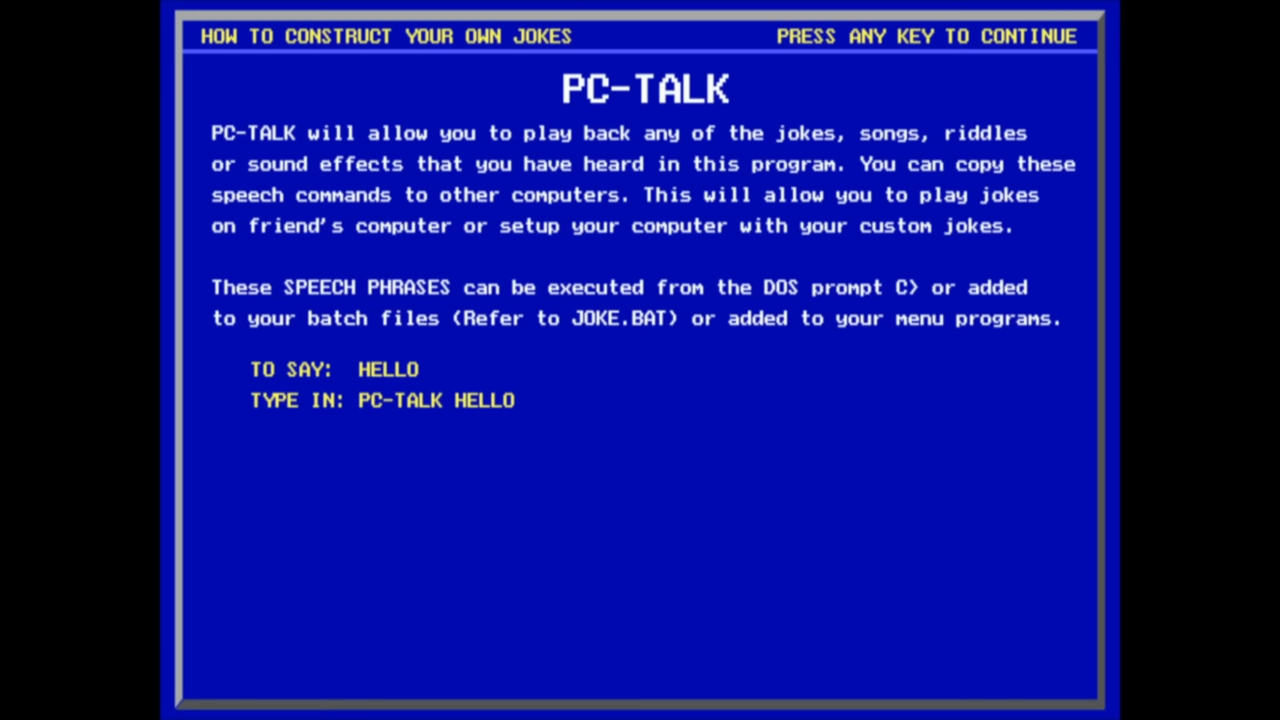 HOW TO CONSTRUCT YOUR OWN JOKES PRESS ANY KEY TO CONTINUE
PC-TALK
PC-TALK will allow you to play back any of the jokes, songs, riddles
or sound effects that you have heard in this program. You can copy these
speech commands to other computers. This will allow you to play jokes
on friend's computer or setup your computer with your custom jokes.
These SPEECH PHRASES can be executed from the DOS prompt C> or added
to your batch files (Refer to JOKE.BAT) or added to your menu programs.
TO SAY: HELLO
TYPE IN: PC-TALK HELLO